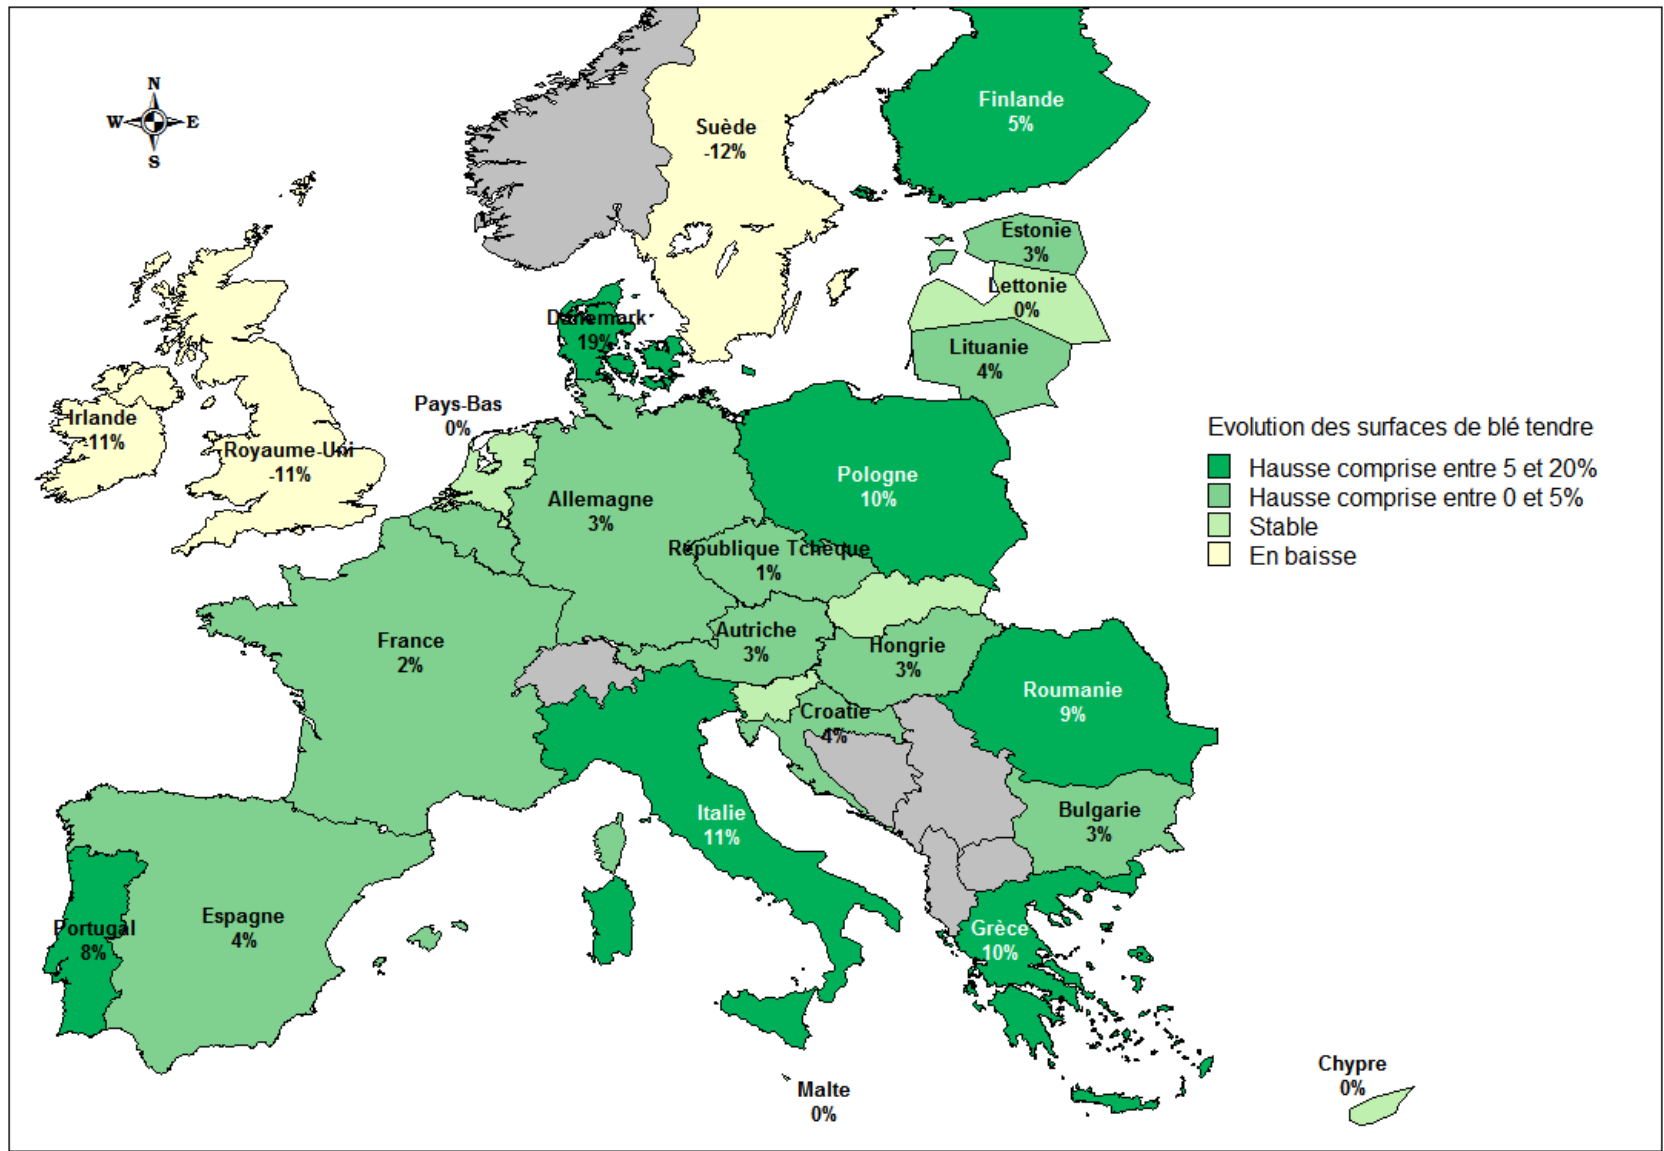 N
W
E
S
Finlande
5%
Suède
-12%
Estonie
3%
Lettonie
0%
Danemark
19%
Lituanie
4%
Pays-Bas
0%
Irlande
-11%
Royaume-Uni
-11%
Evolution des surfaces de blé tendre
Hausse comprise entre 5 et 20%
Hausse comprise entre 0 et 5%
Stable
En baisse
Pologne
10%
Allemagne
3%
République Tchèque
1%
France
2%
Autriche
3%
Hongrie
3%
Roumanie
9%
Croatie
4%
Italie
11%
Bulgarie
3%
Portugal
8%
Espagne
4%
Grèce
10%
Malte
0%
Chypre
0%